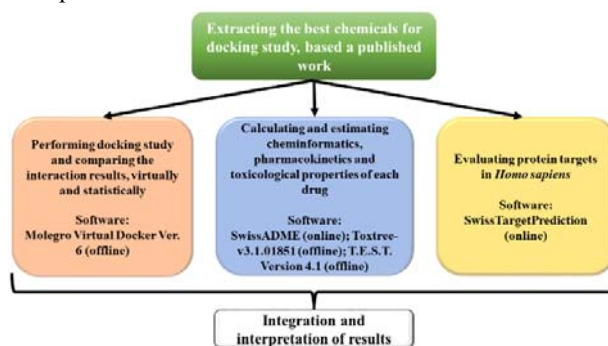 Extracting the best chemicals for
docking study, based a published
work
Performing docking study
and comparing the
interaction results, virtually
and statistically
Software:
Molegro Virtual Docker Ver.
6 (offline)
Calculating and estimating
cheminformatics,
pharmacokinetics and
toxicological properties of each
drug
Software:
SwissADME (online); Toxtree-
v3.1.01851 (offline); T.E.S.T.
Version 4.1 (offline)
Evaluating protein targets
in Homo sapiens
Software:
SwissTargetPrediction
(online)
Integration and
interpretation of results